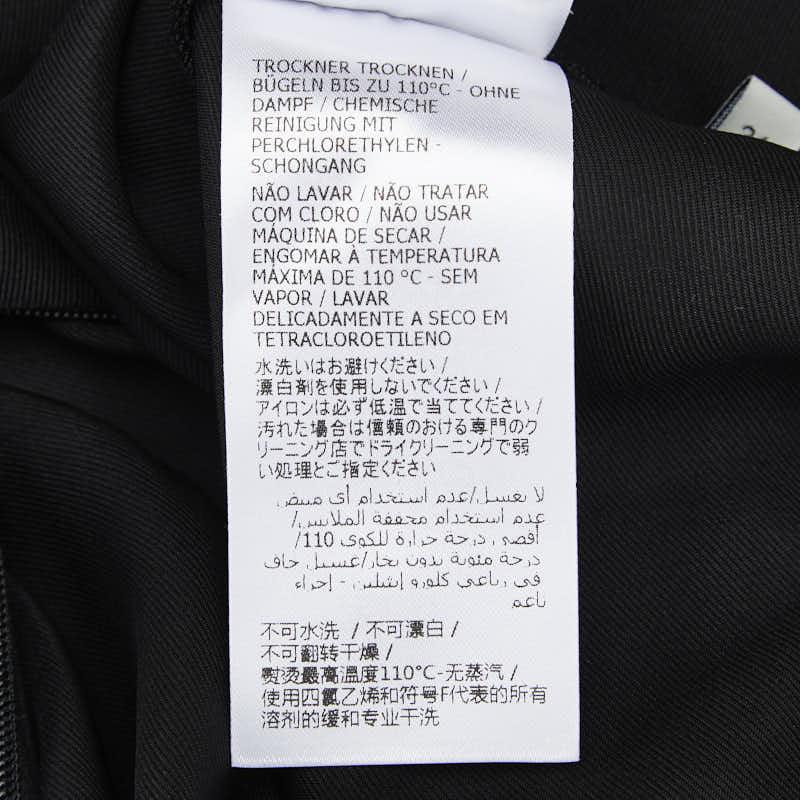 TROCKNER TROCKNEN /
BÜGELN BIS ZU 110°C - OHNE
DAMPF / CHEMISCHE
REINIGUNG MIT
PERCHLORETHYLEN -
SCHONGANG
NÃO LAVAR / NÃO TRATAR
COM CLORO / NÃO USAR
MÁQUINA DE SECAR /
ENGOMAR À TEMPERATURA
MÁXIMA DE 110 °C - SEM
VAPOR / LAVAR
DELICADAMENTE A SECO EM
TETRACLOROETILENO
水洗いはお避けください /
漂白剤を使用しないでください /
アイロンは必ず低温で当ててください /
汚れた場合は信頼のおける専門のク
リーニング店でドライクリーニングで弱
い処理とご指定ください
لا يغسل/عدم استخدام أي مبيض
عدم استخدام مجففة الملابس/
أقصى درجة حرارة للكوي 110/
درجة مئوية بدون بخار/غسيل جاف
في رباعي كلورو إيثيلين - إجراء
ناعم
不可水洗 / 不可漂白 /
不可翻转干燥 /
熨烫最高温度110°C-无蒸汽 /
使用四氯乙烯和符号F代表的所有
溶剂的缓和专业干洗